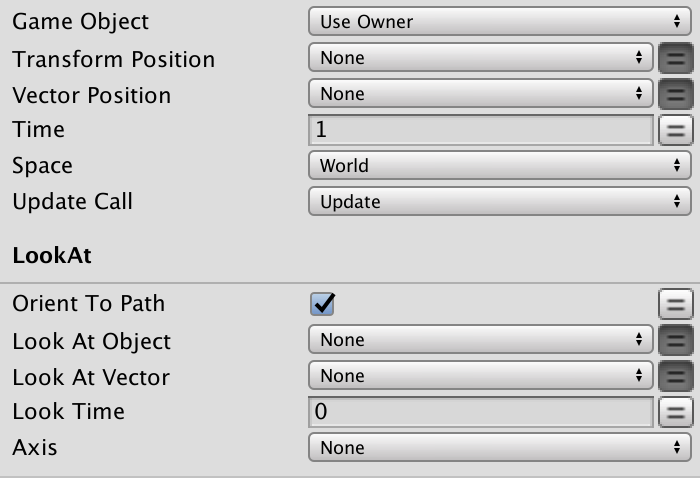 Game Object Use Owner
Transform Position None
Vector Position None
Time 1
Space World
Update Call Update
LookAt
Orient To Path
Look At Object None
Look At Vector None
Look Time 0
Axis None